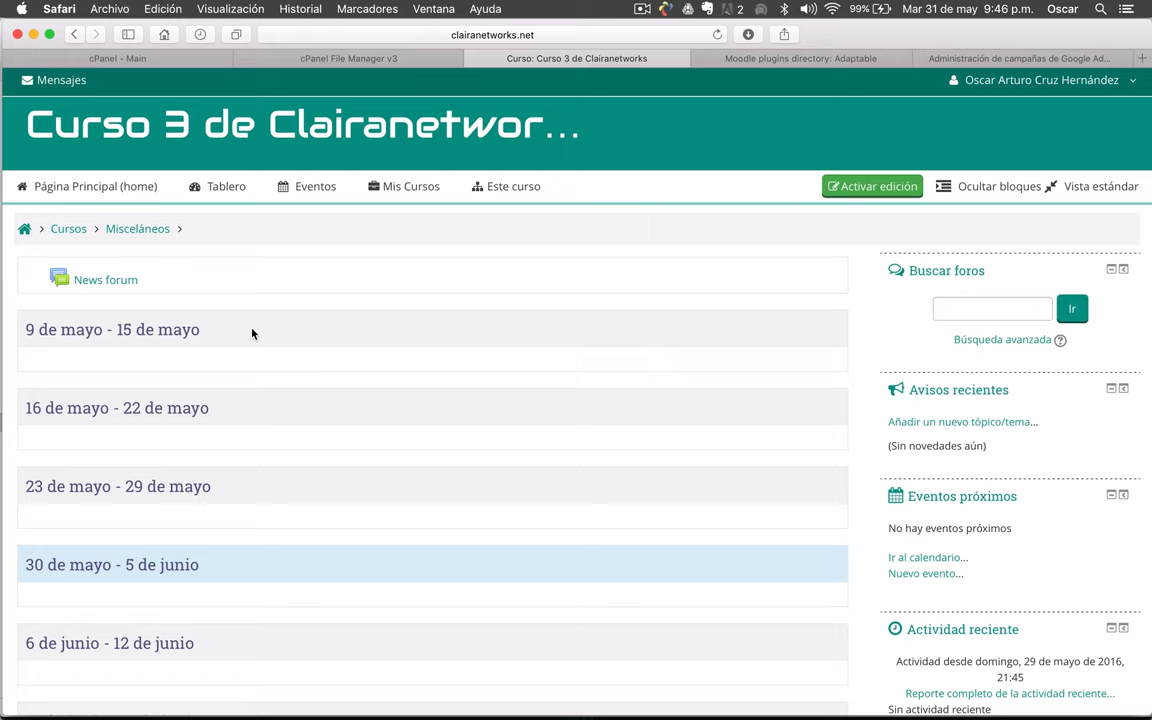 Safari Archivo Edición Visualización Historial Marcadores Ventana Ayuda 2 99% Mar 31 de may 9:46 p.m. Oscar
clairanetworks.net
cPanel - Main cPanel File Manager v3 Curso: Curso 3 de Clairanetworks Moodle plugins directory: Adaptable Administración de campañas de Google Ad...
Mensajes Oscar Arturo Cruz Hernández
Curso 3 de Clairanetwor...
Página Principal (home) Tablero Eventos Mis Cursos Este curso Activar edición Ocultar bloques Vista estándar
Cursos Misceláneos
News forum
9 de mayo - 15 de mayo
16 de mayo - 22 de mayo
23 de mayo - 29 de mayo
30 de mayo - 5 de junio
6 de junio - 12 de junio
Buscar foros
Ir
Búsqueda avanzada
Avisos recientes
Añadir un nuevo tópico/tema...
(Sin novedades aún)
Eventos próximos
No hay eventos próximos
Ir al calendario...
Nuevo evento...
Actividad reciente
Actividad desde domingo, 29 de mayo de 2016,
21:45
Reporte completo de la actividad reciente...
Sin actividad reciente